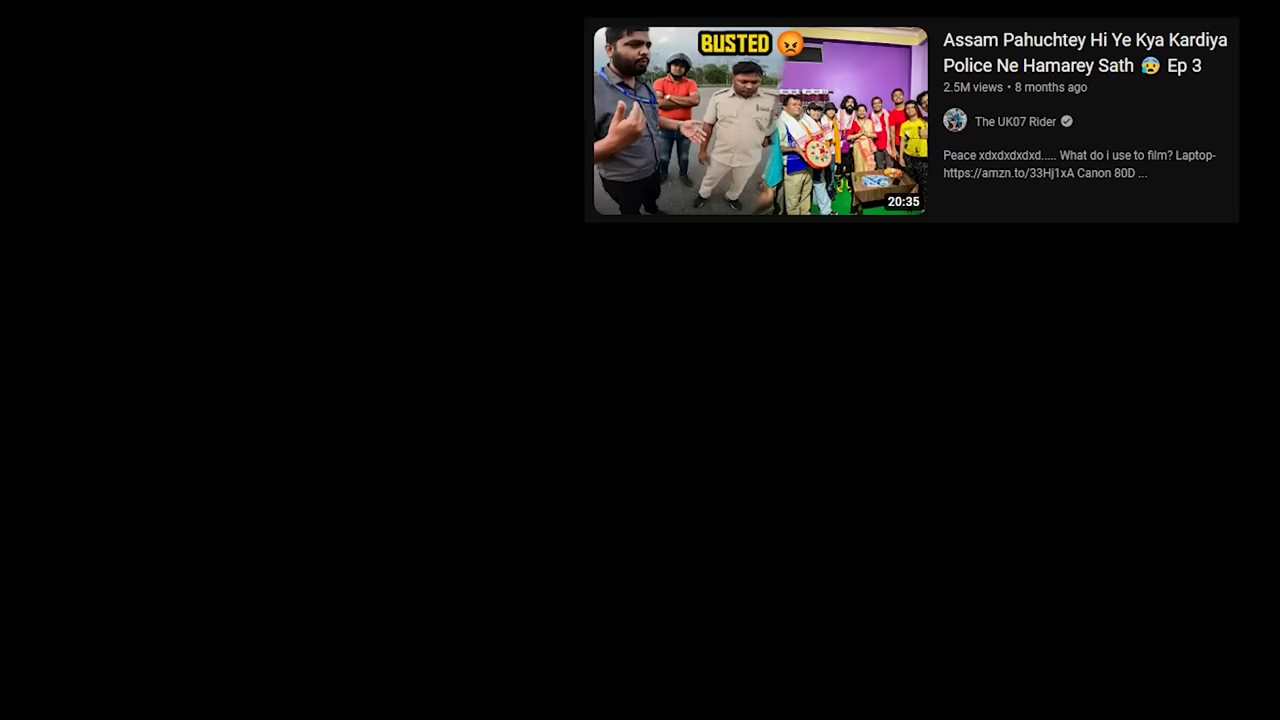 BUSTED
20:35
Assam Pahuchtey Hi Ye Kya Kardiya
Police Ne Hamarey Sath 😰 Ep 3
2.5M views • 8 months ago
The UK07 Rider
Peace xdxdxdxdxd..... What do i use to film? Laptop-
https://amzn.to/33Hj1xA Canon 80D ...